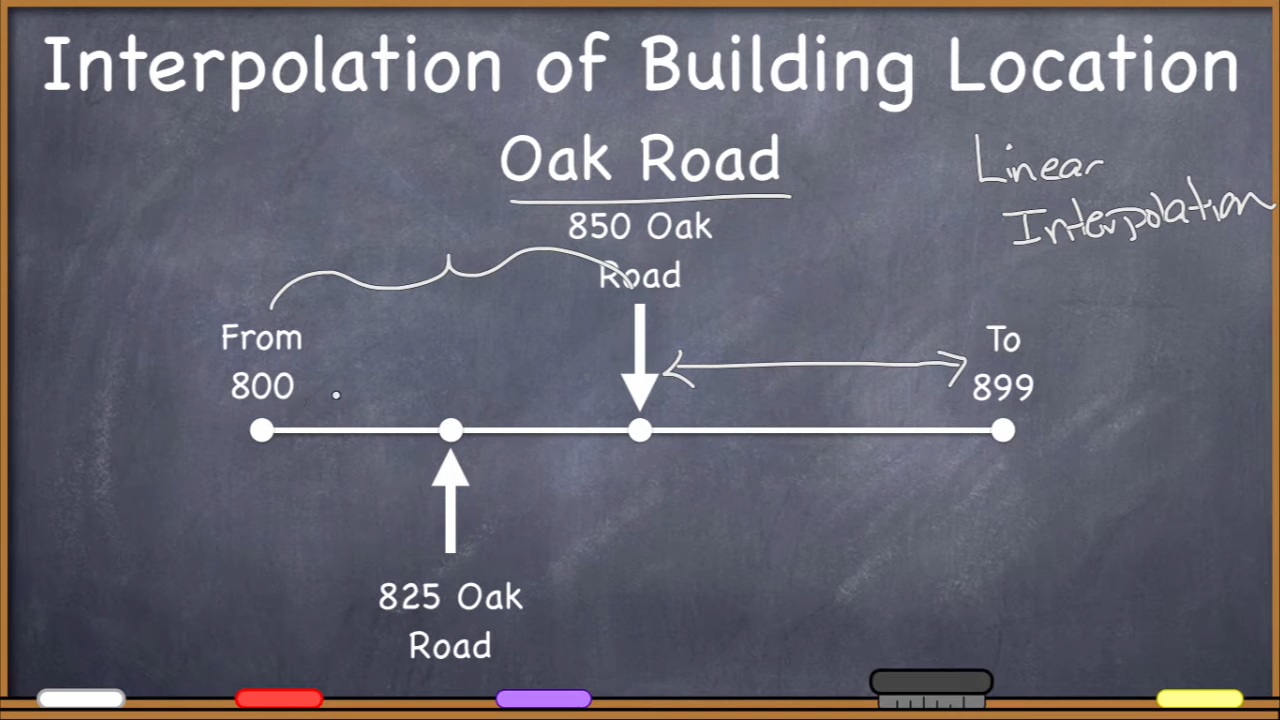 Interpolation of Building Location
Oak Road
Linear
Interpolation
850 Oak
Road
From
800
To
899
825 Oak
Road